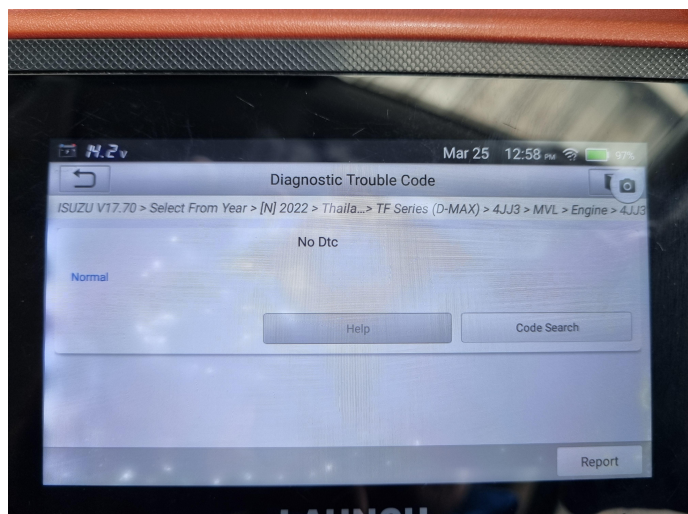 14.2v
Mar 25 12:58 PM 97%
Diagnostic Trouble Code
ISUZU V17.70 > Select From Year > [N] 2022 > Thaila...> TF Series (D-MAX) > 4JJ3 > MVL > Engine > 4JJ3
No Dtc
Normal
Help
Code Search
Report
LAUNCH